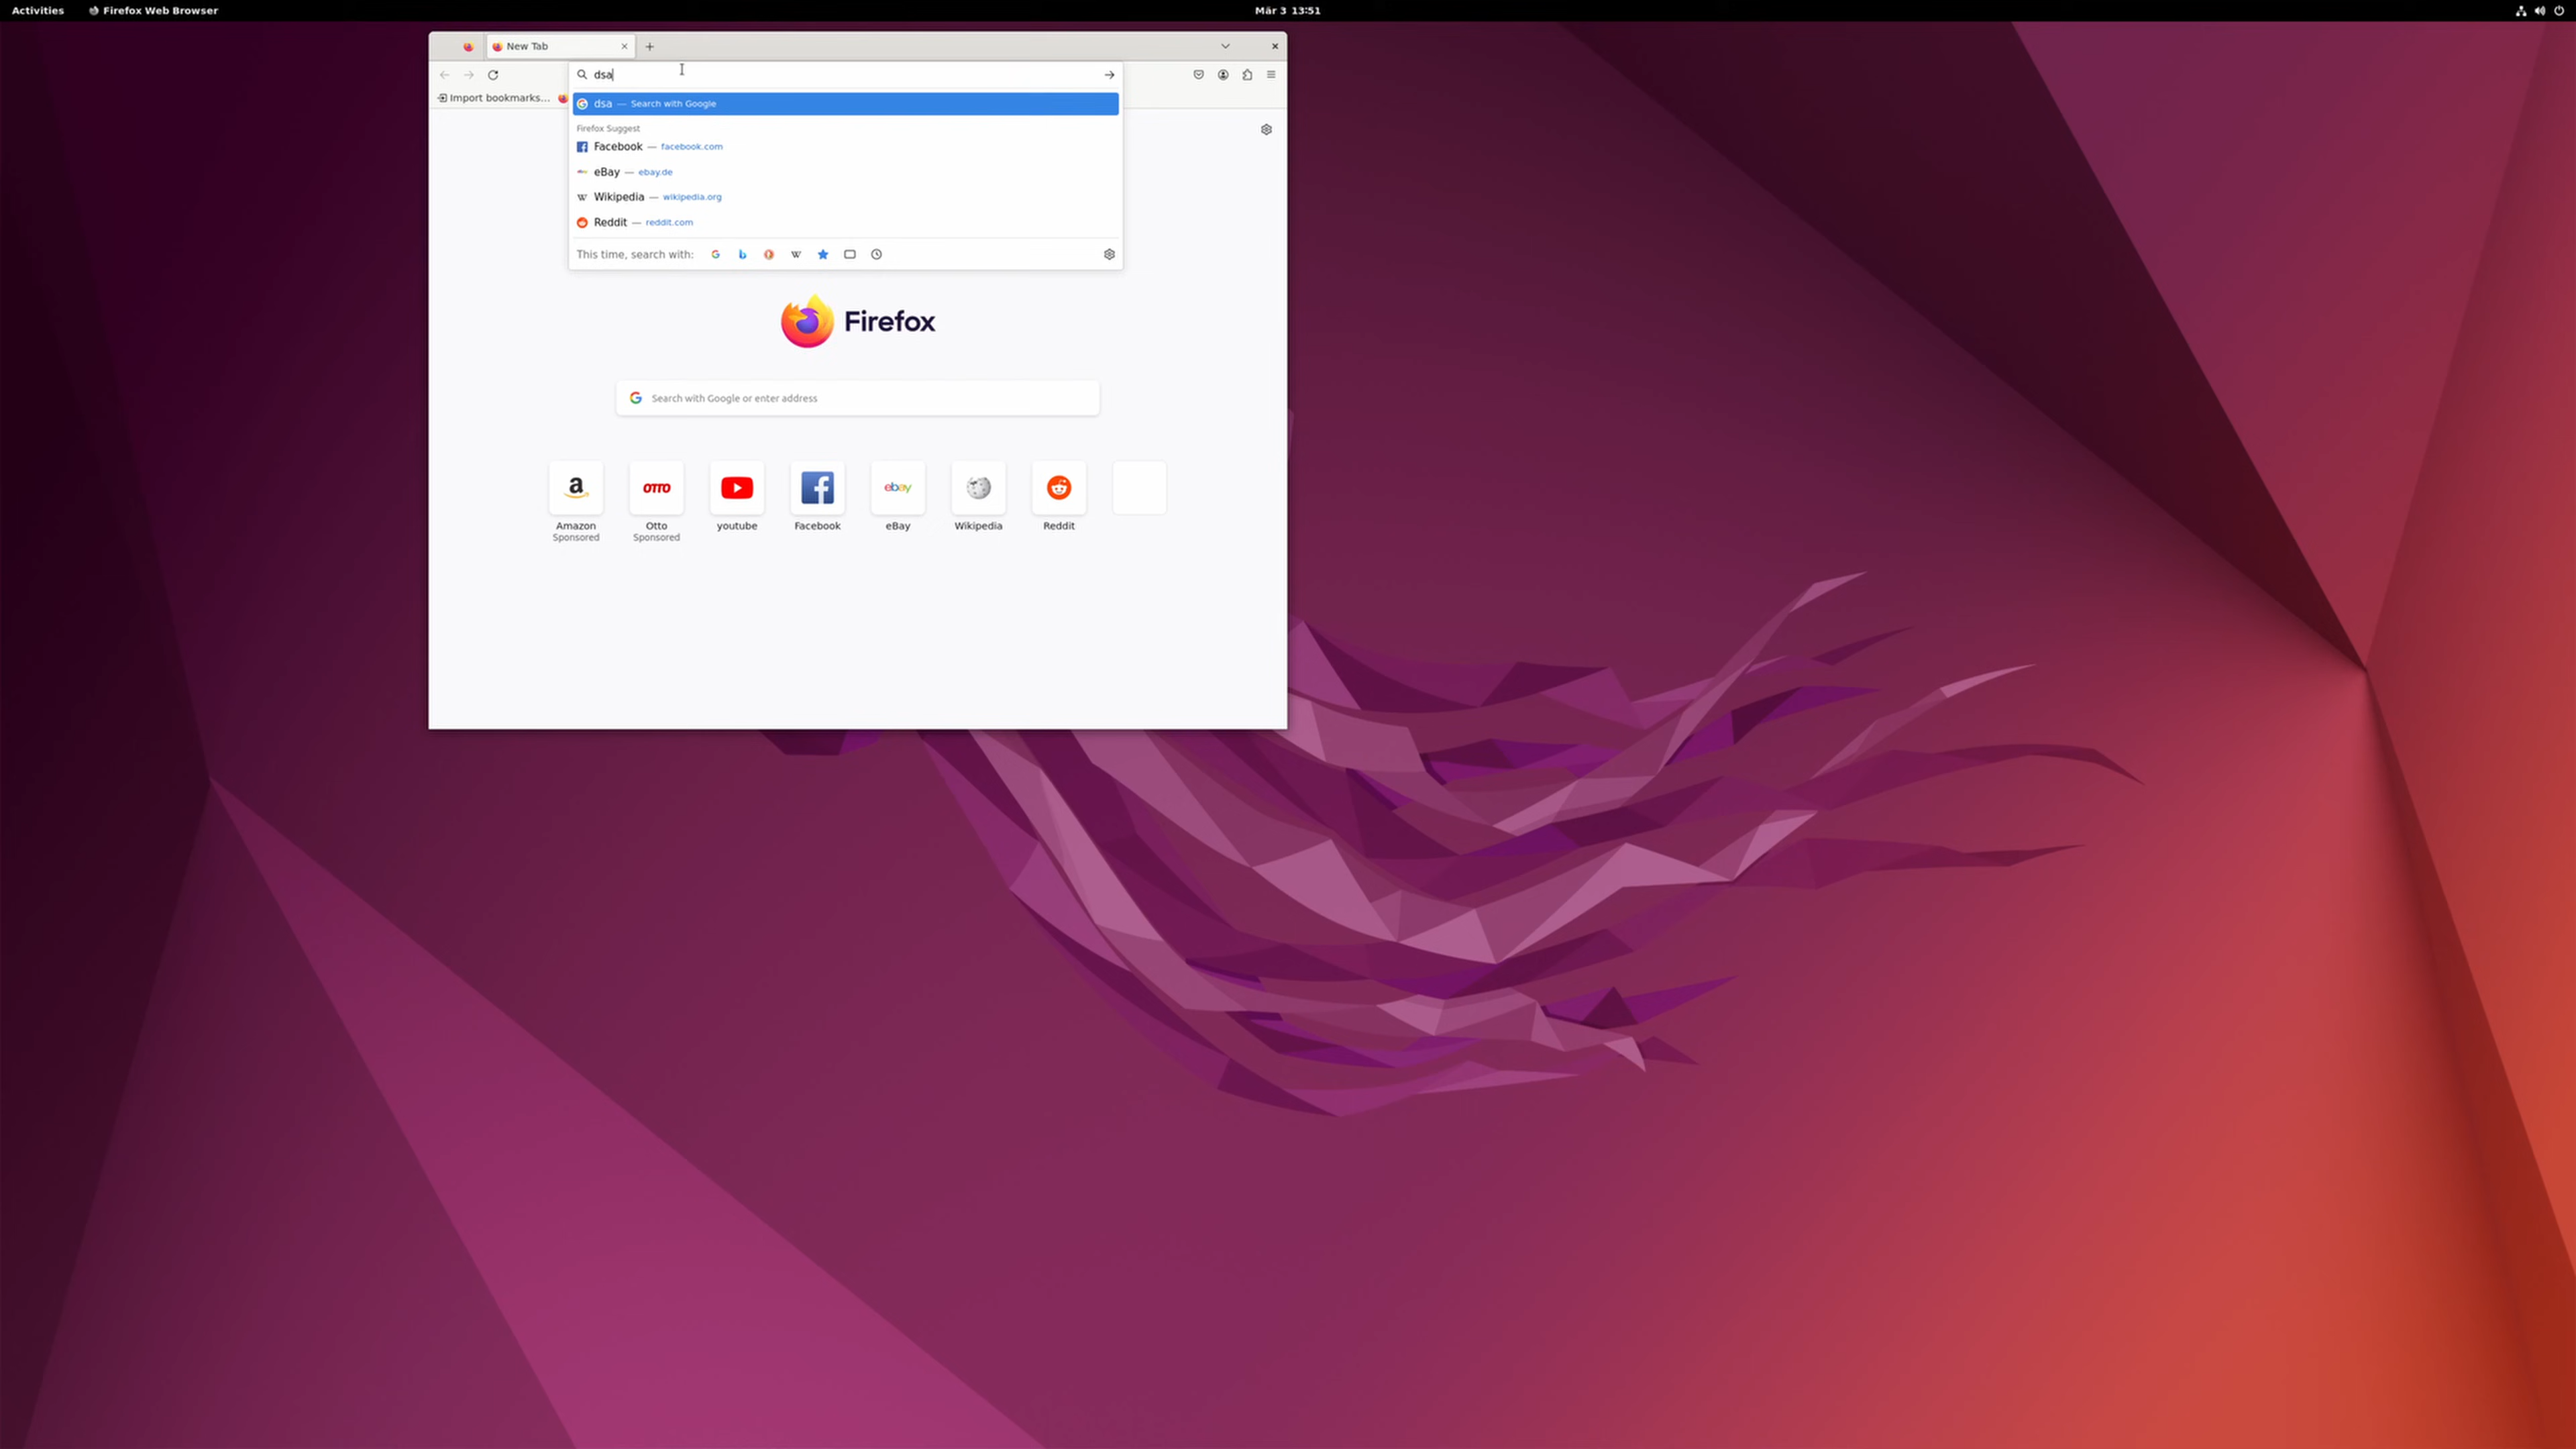 Activities Firefox Web Browser Mär 3 13:51
New Tab
dsa
Import bookmarks...
dsa — Search with Google
Firefox Suggest
Facebook — facebook.com
eBay — ebay.de
Wikipedia — wikipedia.org
Reddit — reddit.com
This time, search with:
Firefox
Search with Google or enter address
a OTTO ebay
Amazon Otto youtube Facebook eBay Wikipedia Reddit
Sponsored Sponsored